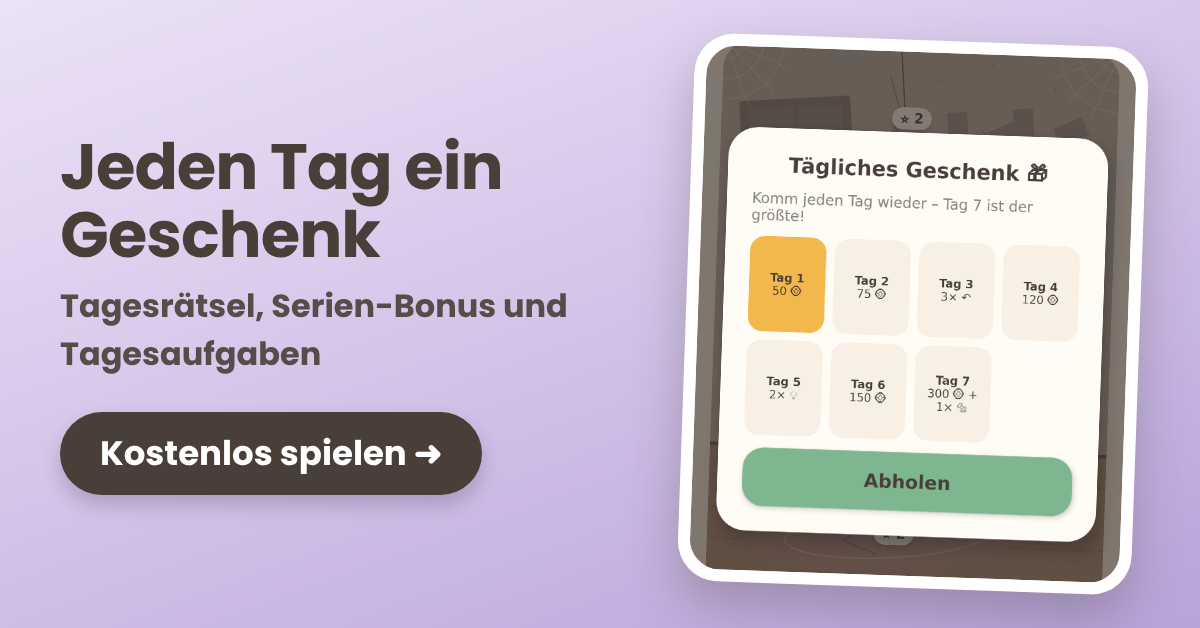 Jeden Tag ein
Geschenk
Tagesrätsel, Serien-Bonus und
Tagesaufgaben
Kostenlos spielen ➜
☆ 2
Tägliches Geschenk 🎁
Komm jeden Tag wieder – Tag 7 ist der
größte!
Tag 1
50
Tag 2
75
Tag 3
3× ↶
Tag 4
120
Tag 5
2× 💡
Tag 6
150
Tag 7
300 +
1×
Abholen